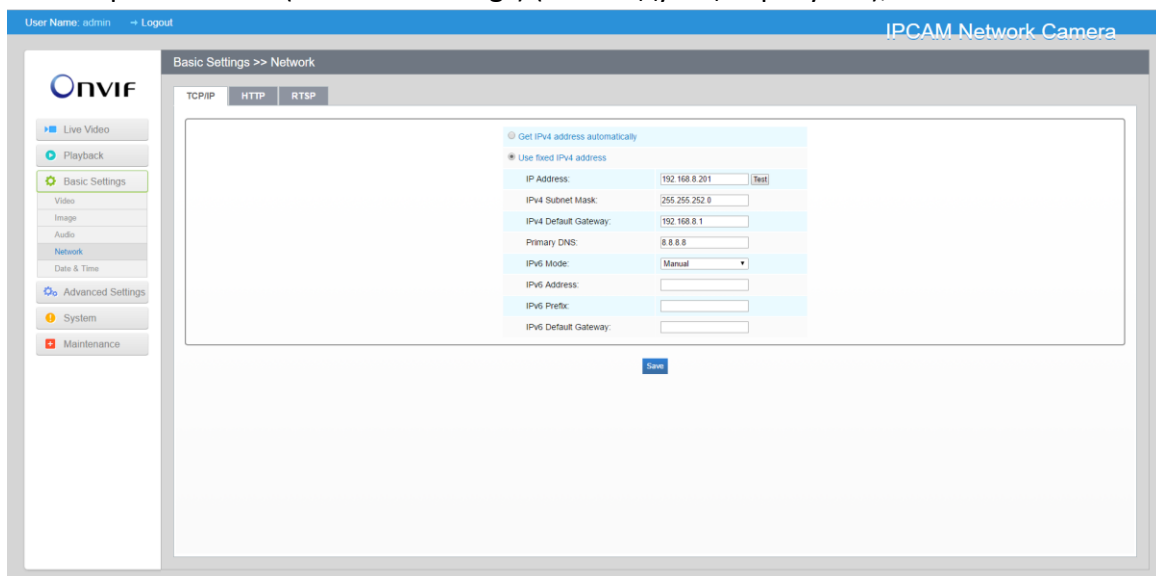 User Name: admin → Logout
IPCAM Network Camera
ONVIF
Basic Settings >> Network
TCP/IP HTTP RTSP
Live Video
Playback
Basic Settings
Video
Image
Audio
Network
Date & Time
Advanced Settings
System
Maintenance
Get IPv4 address automatically
Use fixed IPv4 address
IP Address: 192.168.8.201 Test
IPv4 Subnet Mask: 255.255.252.0
IPv4 Default Gateway: 192.168.8.1
Primary DNS: 8.8.8.8
IPv6 Mode: Manual
IPv6 Address:
IPv6 Prefix:
IPv6 Default Gateway:
Save